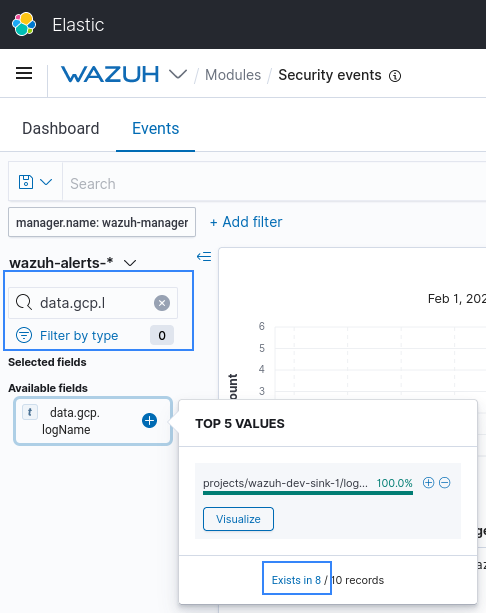 Elastic
WAZUH / Modules / Security events
Dashboard Events
Search
manager.name: wazuh-manager + Add filter
wazuh-alerts-*
data.gcp.l
Filter by type 0
Selected fields
Available fields
t data.gcp.
logName
Feb 1, 202
6
5
4
3
ount
TOP 5 VALUES
projects/wazuh-dev-sink-1/log... 100.0%
Visualize
Exists in 8 / 10 records